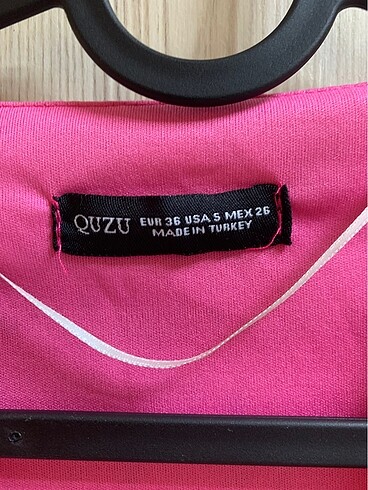 QUZU EUR 36 USA S MEX 26
MADE IN TURKEY